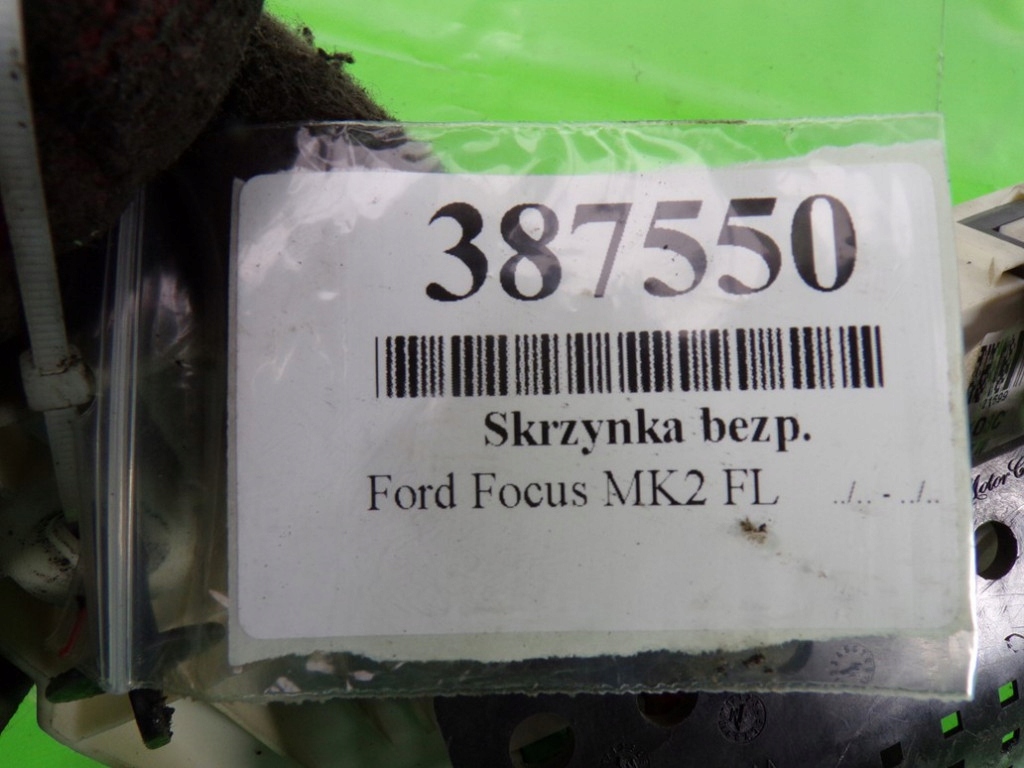 387550
Skrzynka bezp.
Ford Focus MK2 FL ../.. - ../..